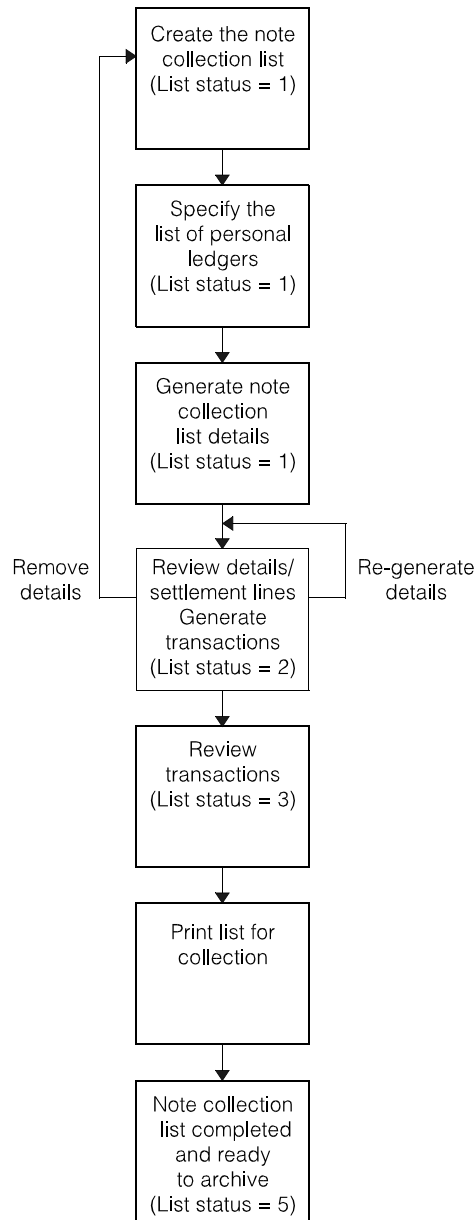 Create the note
collection list
(List status = 1)
Specify the
list of personal
ledgers
(List status = 1)
Generate note
collection
list details
(List status = 1)
Remove
details
Review details/
settlement lines
Generate
transactions
(List status = 2)
Re-generate
details
Review
transactions
(List status = 3)
Print list for
collection
Note collection
list completed
and ready
to archive
(List status = 5)